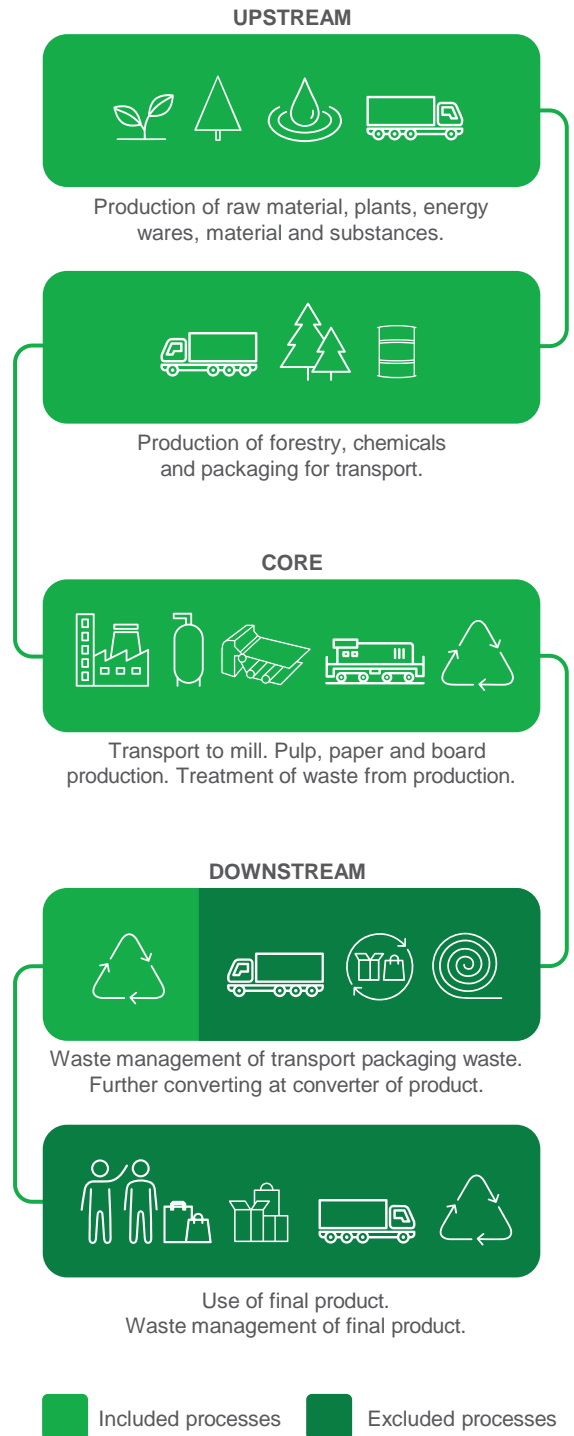 UPSTREAM
Production of raw material, plants, energy
wares, material and substances.
Production of forestry, chemicals
and packaging for transport.
CORE
Transport to mill. Pulp, paper and board
production. Treatment of waste from production.
DOWNSTREAM
Waste management of transport packaging waste.
Further converting at converter of product.
Use of final product.
Waste management of final product.
Included processes
Excluded processes